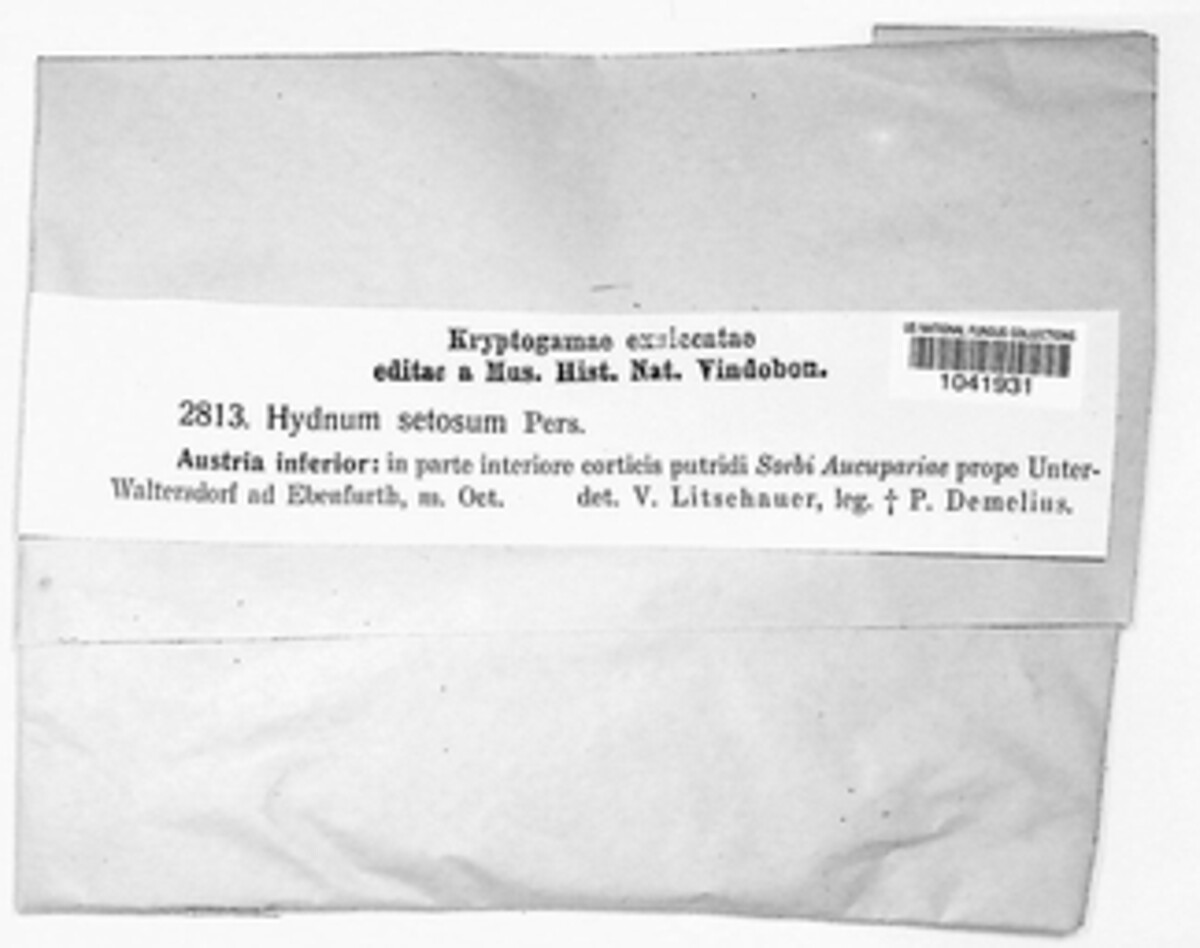 Kryptogamae exsiccatae
editae a Mus. Hist. Nat. Vindobon.
US NATIONAL FUNGUS COLLECTIONS
1041931
2813. Hydnum setosum Pers.
Austria inferior: in parte interiore corticis putridi Sorbi Aucupariae prope Unter-
Waltersdorf ad Ebenfurth, m. Oct. det. V. Litschauer, leg. † P. Demelius.